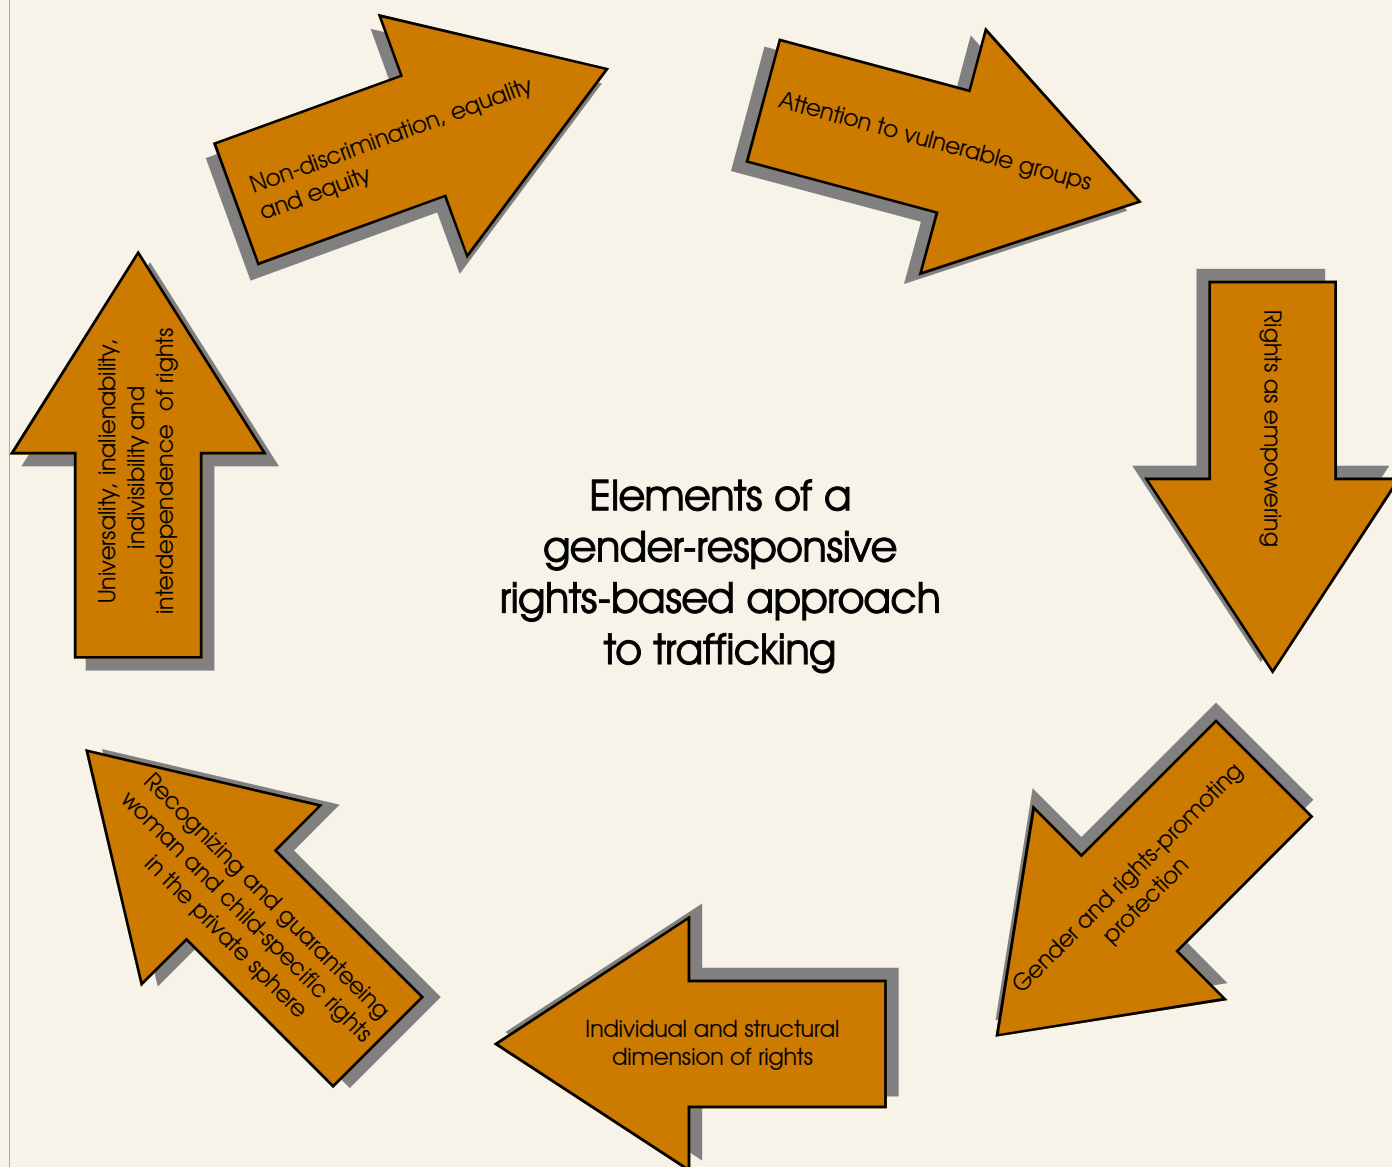 Non-discrimination, equality
and equity
Attention to vulnerable groups
Rights as empowering
Gender and rights-promoting
protection
Individual and structural
dimension of rights
Recognizing and guaranteeing
woman and child-specific rights
in the private sphere
Universality, inalienability,
indivisibility and
interdependence of rights
Elements of a
gender-responsive
rights-based approach
to trafficking